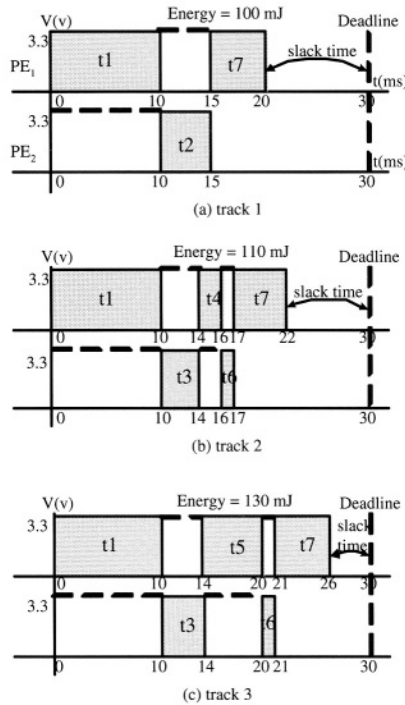 V(v) Energy = 100 mJ Deadline
3.3 t1 t7 slack time
PE1 t(ms)
0 10 15 20 30
3.3
PE2 t2 t(ms)
0 10 15 30
(a) track 1
V(v) Energy = 110 mJ Deadline
3.3 t1 t4 t7 slack time
0 10 14 16 17 22 30
3.3 t3 t6
0 10 14 16 17 30
(b) track 2
V(v) Energy = 130 mJ Deadline
3.3 t1 t5 t7 slack
time
0 10 14 20 21 26 30
3.3 t3 t6
0 10 14 20 21 30
(c) track 3